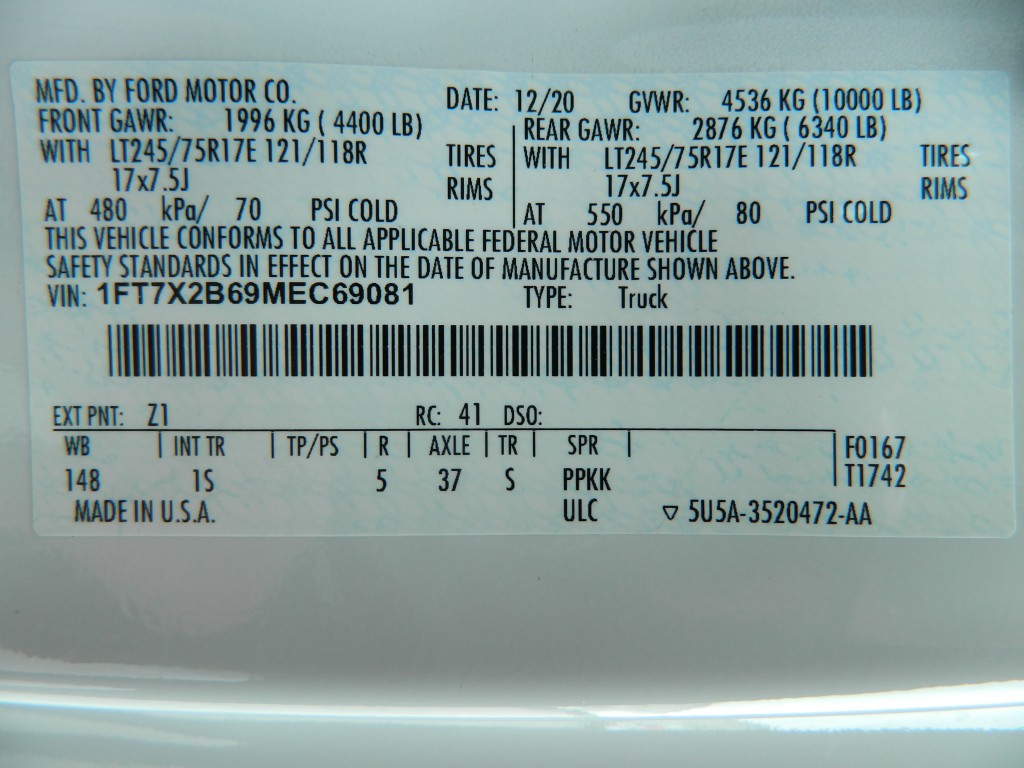 MFD. BY FORD MOTOR CO.
DATE: 12/20 GVWR: 4536 KG (10000 LB)
FRONT GAWR: 1996 KG ( 4400 LB)
WITH LT245/75R17E 121/118R TIRES
17x7.5J RIMS
AT 480 kPa/ 70 PSI COLD
REAR GAWR: 2876 KG ( 6340 LB)
WITH LT245/75R17E 121/118R TIRES
17x7.5J RIMS
AT 550 kPa/ 80 PSI COLD
THIS VEHICLE CONFORMS TO ALL APPLICABLE FEDERAL MOTOR VEHICLE
SAFETY STANDARDS IN EFFECT ON THE DATE OF MANUFACTURE SHOWN ABOVE.
VIN: 1FT7X2B69MEC69081 TYPE: Truck
EXT PNT: Z1 RC: 41 DSO:
WB | INT TR | TP/PS | R | AXLE | TR | SPR | F0167
148 1S 5 37 S PPKK T1742
MADE IN U.S.A. ULC ▽ 5U5A-3520472-AA